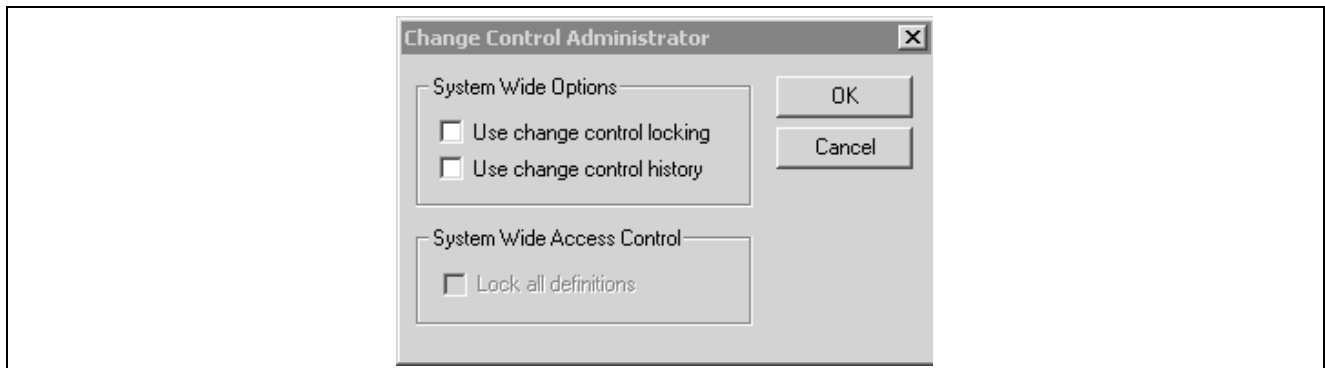 Change Control Administrator
System Wide Options
Use change control locking
Use change control history
OK
Cancel
System Wide Access Control
Lock all definitions